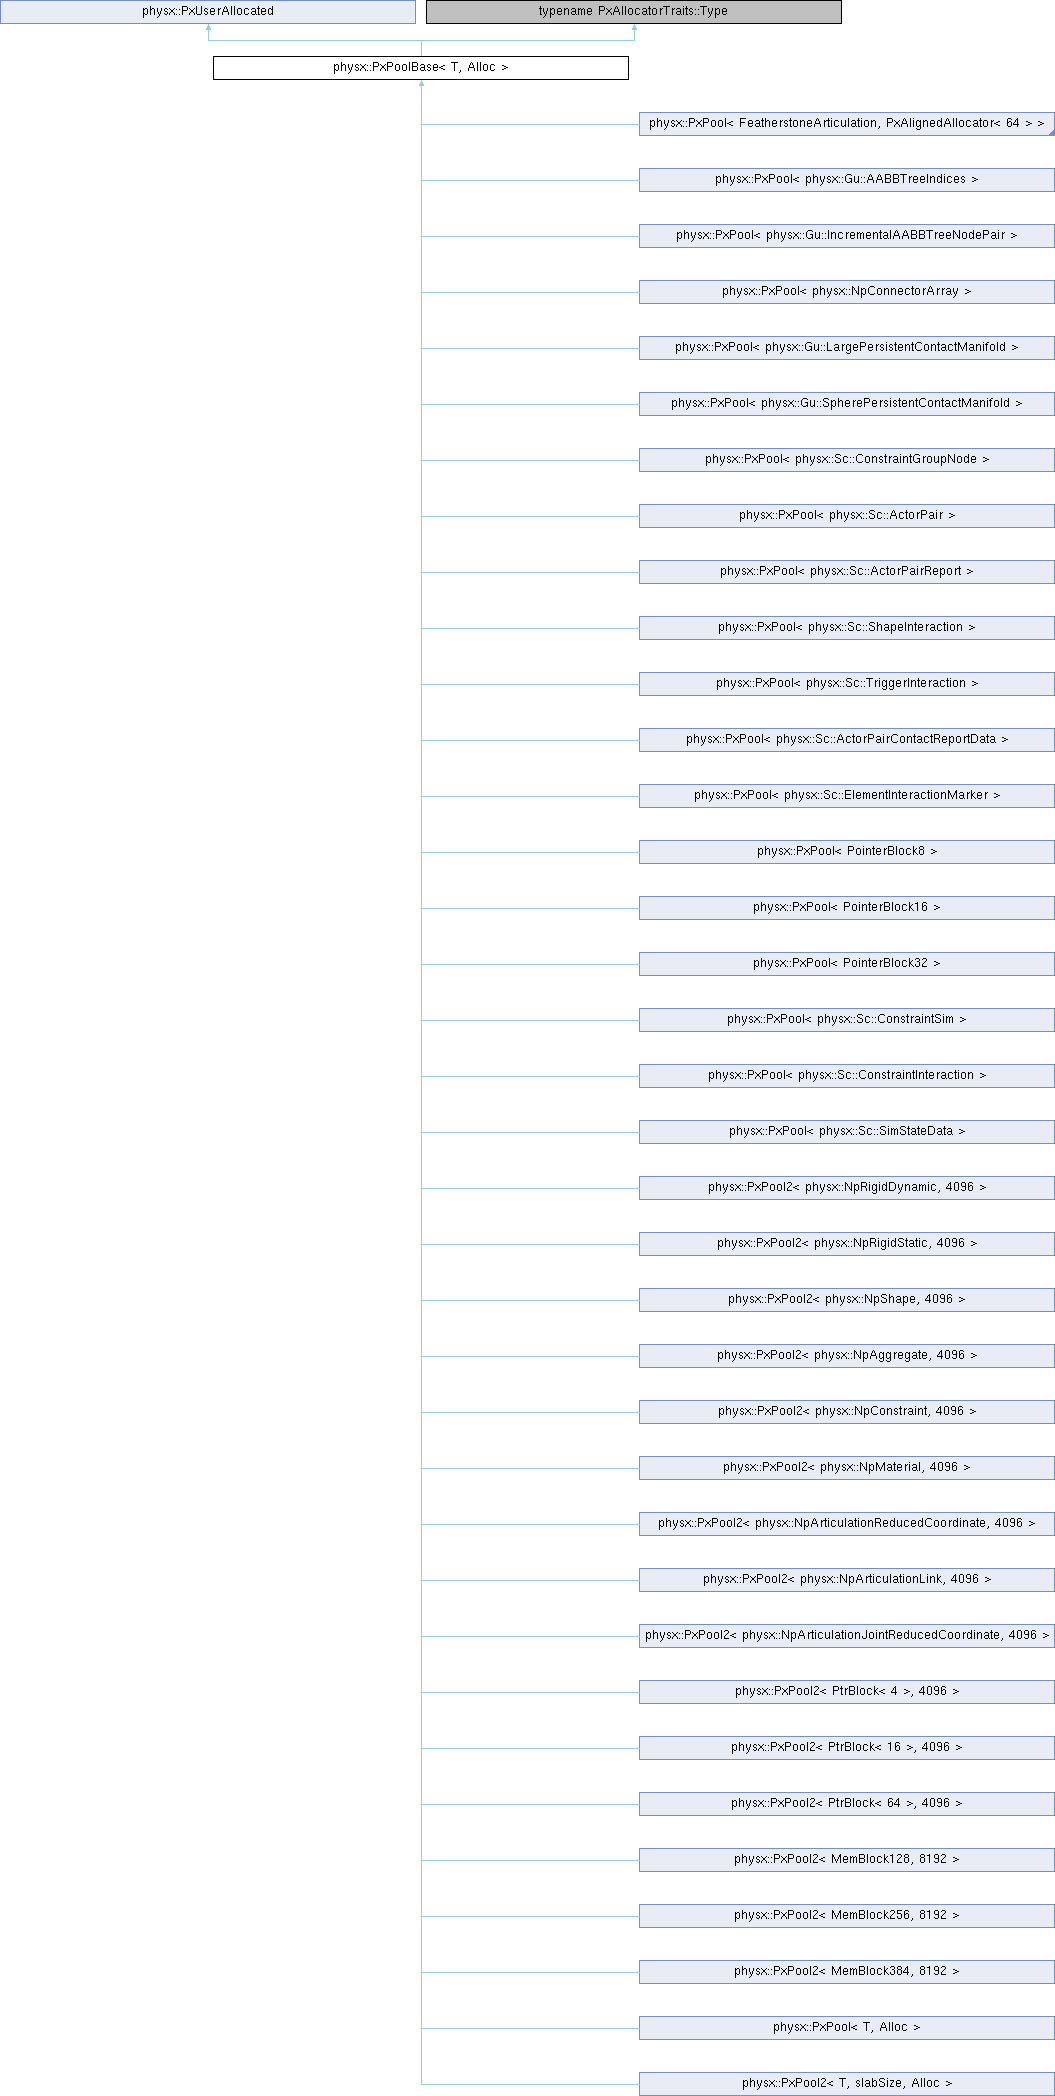 physx::PxUserAllocated
typename PxAllocatorTraits::Type
physx::PxPoolBase< T, Alloc >
physx::PxPool< FeatherstoneArticulation, PxAlignedAllocator< 64 > >
physx::PxPool< physx::Gu::AABBTreeIndices >
physx::PxPool< physx::Gu::IncrementalAABBTreeNodePair >
physx::PxPool< physx::NpConnectorArray >
physx::PxPool< physx::Gu::LargePersistentContactManifold >
physx::PxPool< physx::Gu::SpherePersistentContactManifold >
physx::PxPool< physx::Sc::ConstraintGroupNode >
physx::PxPool< physx::Sc::ActorPair >
physx::PxPool< physx::Sc::ActorPairReport >
physx::PxPool< physx::Sc::ShapeInteraction >
physx::PxPool< physx::Sc::TriggerInteraction >
physx::PxPool< physx::Sc::ActorPairContactReportData >
physx::PxPool< physx::Sc::ElementInteractionMarker >
physx::PxPool< PointerBlock8 >
physx::PxPool< PointerBlock16 >
physx::PxPool< PointerBlock32 >
physx::PxPool< physx::Sc::ConstraintSim >
physx::PxPool< physx::Sc::ConstraintInteraction >
physx::PxPool< physx::Sc::SimStateData >
physx::PxPool2< physx::NpRigidDynamic, 4096 >
physx::PxPool2< physx::NpRigidStatic, 4096 >
physx::PxPool2< physx::NpShape, 4096 >
physx::PxPool2< physx::NpAggregate, 4096 >
physx::PxPool2< physx::NpConstraint, 4096 >
physx::PxPool2< physx::NpMaterial, 4096 >
physx::PxPool2< physx::NpArticulationReducedCoordinate, 4096 >
physx::PxPool2< physx::NpArticulationLink, 4096 >
physx::PxPool2< physx::NpArticulationJointReducedCoordinate, 4096 >
physx::PxPool2< PtrBlock< 4 >, 4096 >
physx::PxPool2< PtrBlock< 16 >, 4096 >
physx::PxPool2< PtrBlock< 64 >, 4096 >
physx::PxPool2< MemBlock128, 8192 >
physx::PxPool2< MemBlock256, 8192 >
physx::PxPool2< MemBlock384, 8192 >
physx::PxPool< T, Alloc >
physx::PxPool2< T, slabSize, Alloc >